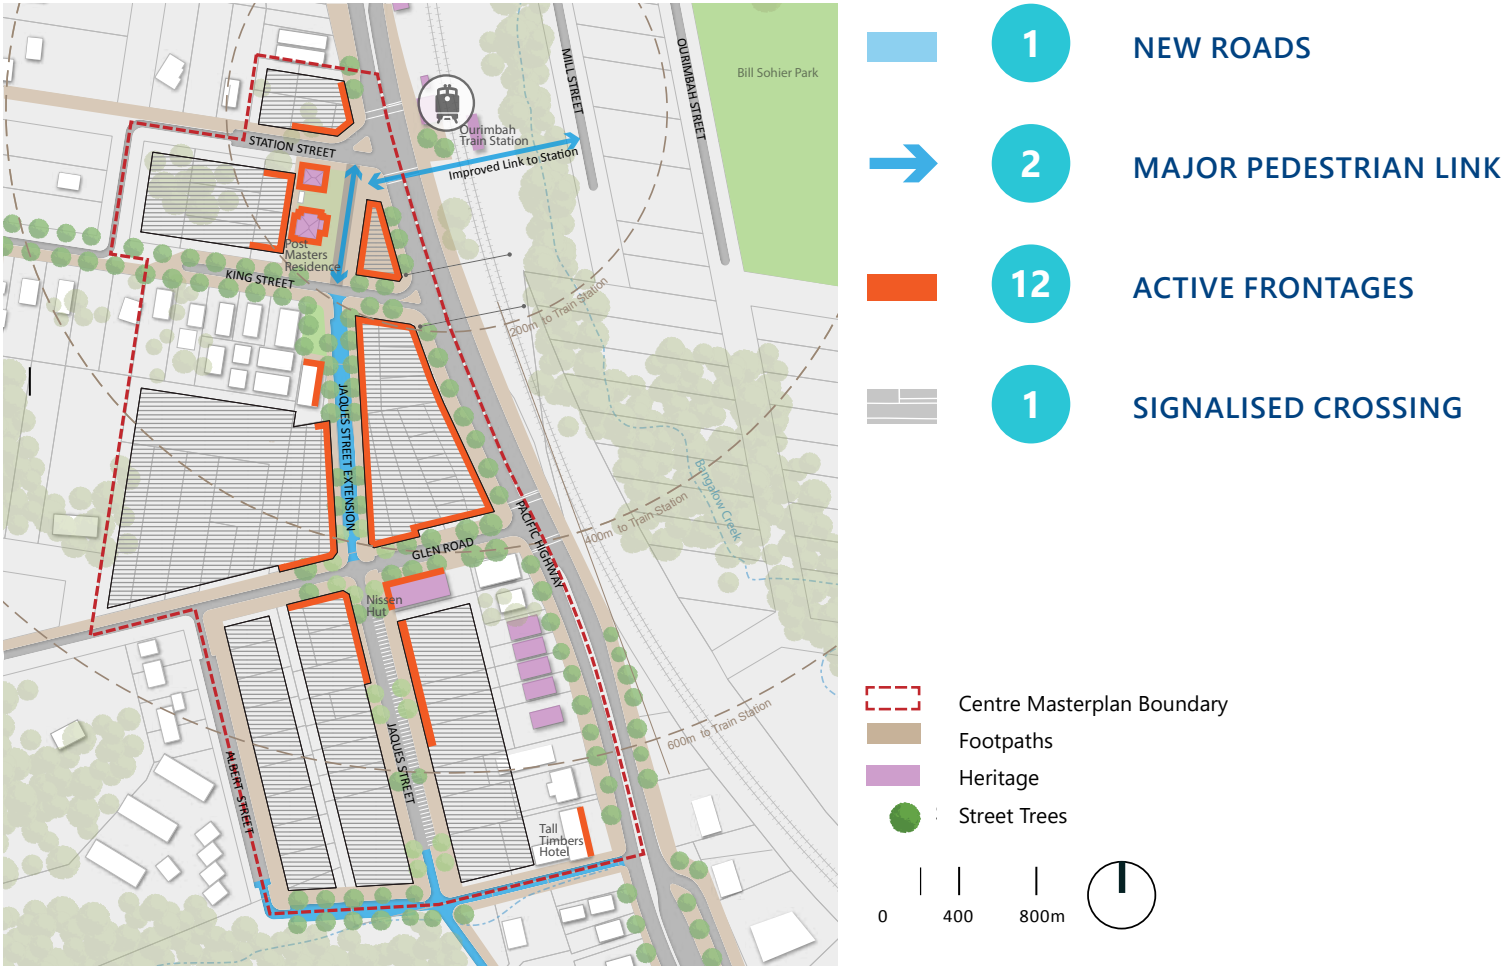 MILL STREET
OURIMBAH STREET
Bill Sohier Park
Ourimbah
Train Station
STATION STREET
Improved Link to Station
Post
Masters
Residence
KING STREET
200m to Train Station
JAQUES STREET EXTENSION
Bangalow Creek
PACIFIC HIGHWAY
400m to Train Station
GLEN ROAD
Nissen
Hut
600m to Train Station
JAQUES STREET
ALBERT STREET
Tall
Timbers
Hotel
1 NEW ROADS
2 MAJOR PEDESTRIAN LINK
12 ACTIVE FRONTAGES
1 SIGNALISED CROSSING
Centre Masterplan Boundary
Footpaths
Heritage
Street Trees
0 400 800m